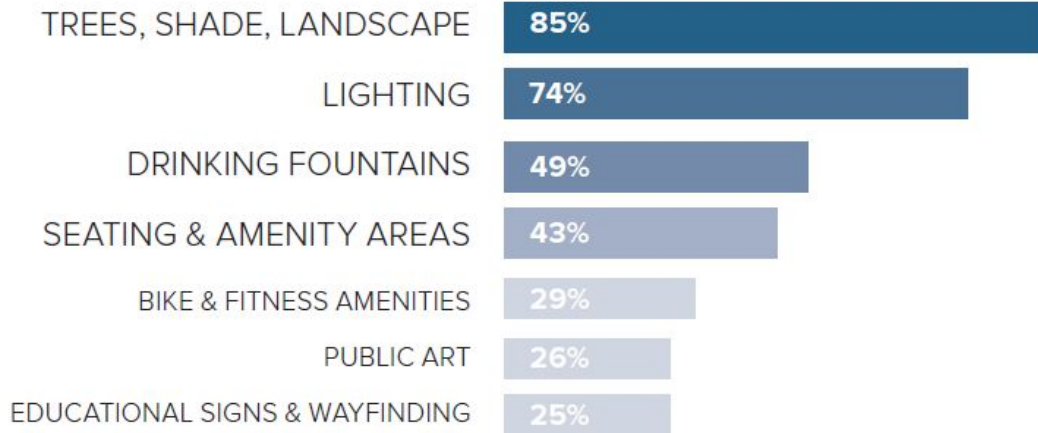 TREES, SHADE, LANDSCAPE 85%
LIGHTING 74%
DRINKING FOUNTAINS 49%
SEATING & AMENITY AREAS 43%
BIKE & FITNESS AMENITIES 29%
PUBLIC ART 26%
EDUCATIONAL SIGNS & WAYFINDING 25%